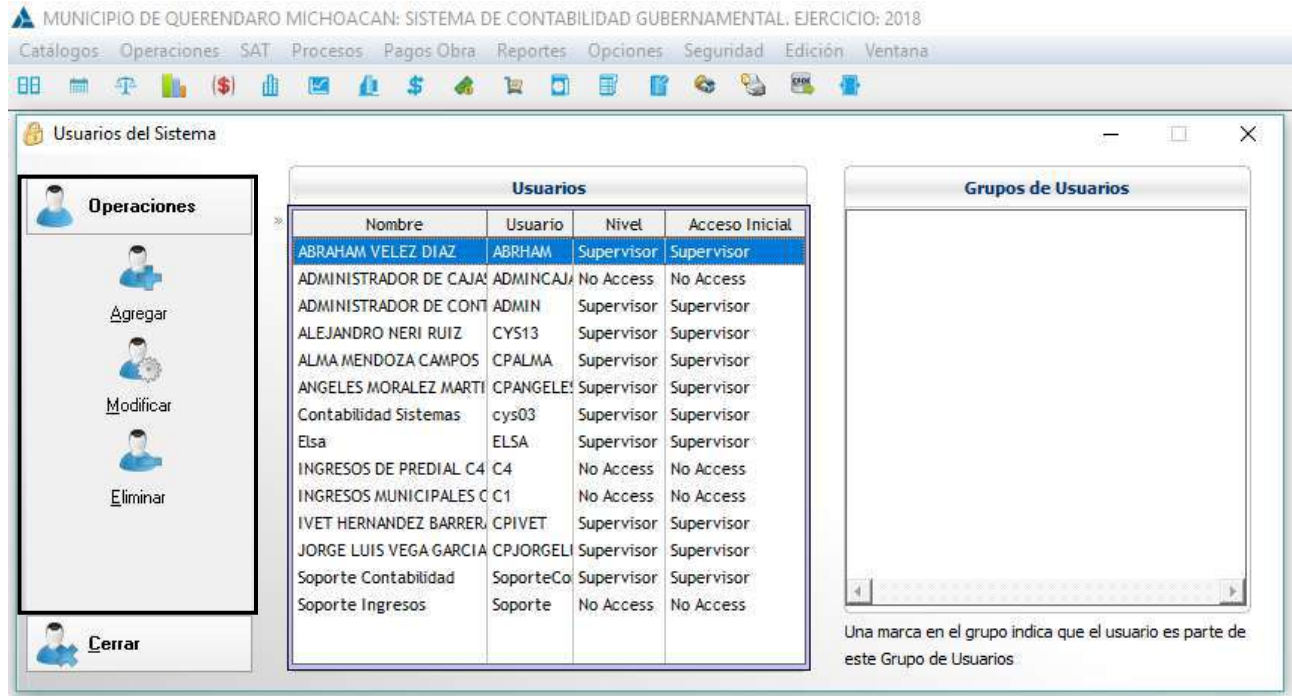 MUNICIPIO DE QUERENDARO MICHOACAN: SISTEMA DE CONTABILIDAD GUBERNAMENTAL. EJERCICIO: 2018
Catálogos Operaciones SAT Procesos Pagos Obra Reportes Opciones Seguridad Edición Ventana
Usuarios del Sistema
Operaciones
Agregar
Modificar
Eliminar
Cerrar
Usuarios
Nombre Usuario Nivel Acceso Inicial
ABRAHAM VELEZ DIAZ ABRHAM Supervisor Supervisor
ADMINISTRADOR DE CAJAS ADMINCAJA No Access No Access
ADMINISTRADOR DE CONT ADMIN Supervisor Supervisor
ALEJANDRO NERI RUIZ CYS13 Supervisor Supervisor
ALMA MENDOZA CAMPOS CPALMA Supervisor Supervisor
ANGELES MORALEZ MARTI CPANGELES Supervisor Supervisor
Contabilidad Sistemas cys03 Supervisor Supervisor
Elsa ELSA Supervisor Supervisor
INGRESOS DE PREDIAL C4 C4 No Access No Access
INGRESOS MUNICIPALES C C1 No Access No Access
IVET HERNANDEZ BARRERA CPIVET Supervisor Supervisor
JORGE LUIS VEGA GARCIA CPJORGEL Supervisor Supervisor
Soporte Contabilidad SoporteCo Supervisor Supervisor
Soporte Ingresos Soporte No Access No Access
Grupos de Usuarios
Una marca en el grupo indica que el usuario es parte de
este Grupo de Usuarios